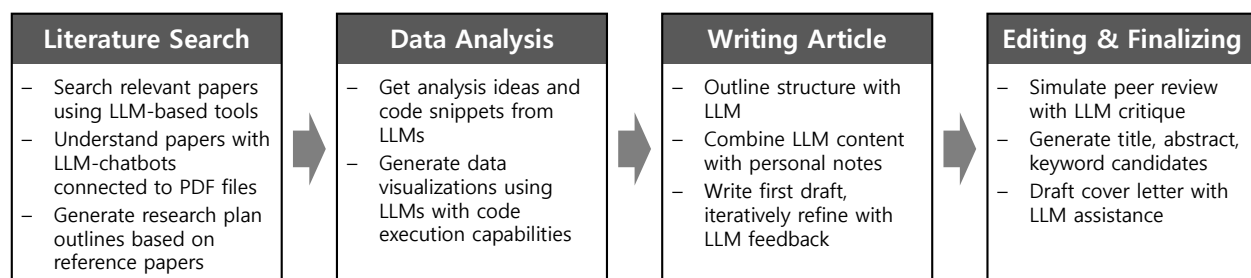 Literature Search
– Search relevant papers
using LLM-based tools
– Understand papers with
LLM-chatbots
connected to PDF files
– Generate research plan
outlines based on
reference papers
Data Analysis
– Get analysis ideas and
code snippets from
LLMs
– Generate data
visualizations using
LLMs with code
execution capabilities
Writing Article
– Outline structure with
LLM
– Combine LLM content
with personal notes
– Write first draft,
iteratively refine with
LLM feedback
Editing & Finalizing
– Simulate peer review
with LLM critique
– Generate title, abstract,
keyword candidates
– Draft cover letter with
LLM assistance